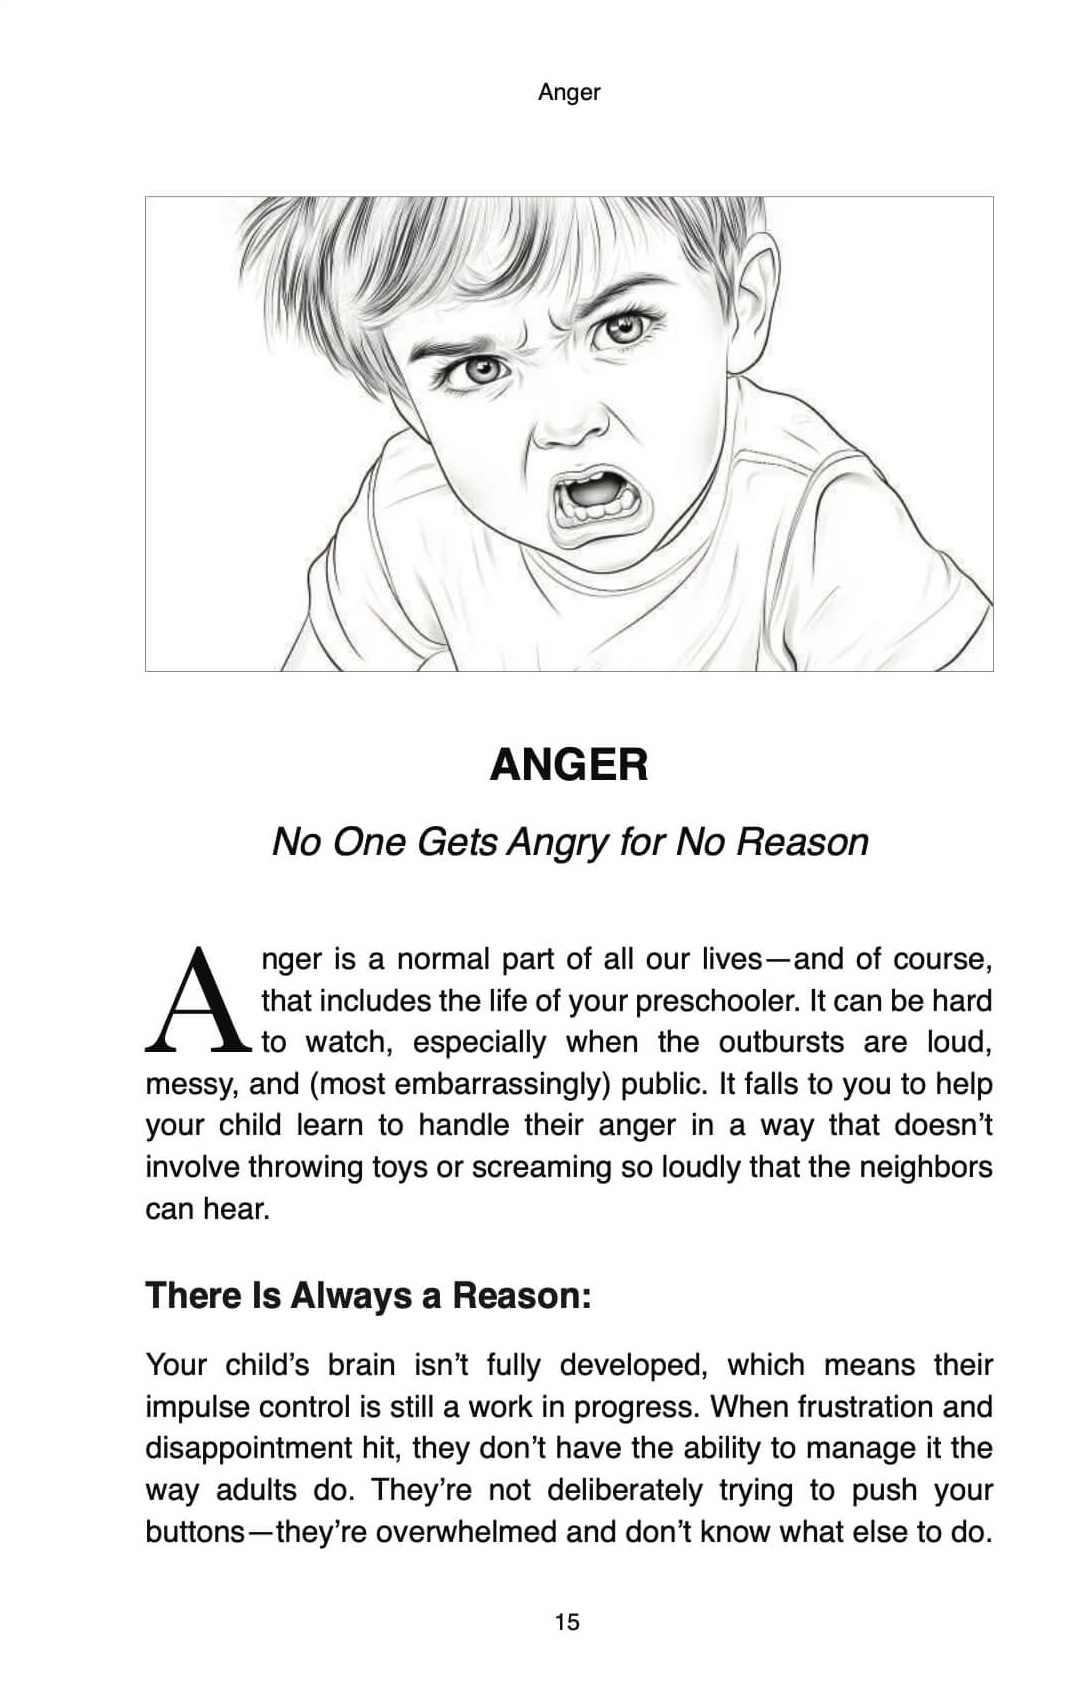 Anger
ANGER
No One Gets Angry for No Reason
Anger is a normal part of all our lives—and of course,
that includes the life of your preschooler. It can be hard
to watch, especially when the outbursts are loud,
messy, and (most embarrassingly) public. It falls to you to help
your child learn to handle their anger in a way that doesn’t
involve throwing toys or screaming so loudly that the neighbors
can hear.
There Is Always a Reason:
Your child’s brain isn’t fully developed, which means their
impulse control is still a work in progress. When frustration and
disappointment hit, they don’t have the ability to manage it the
way adults do. They’re not deliberately trying to push your
buttons—they’re overwhelmed and don’t know what else to do.
15